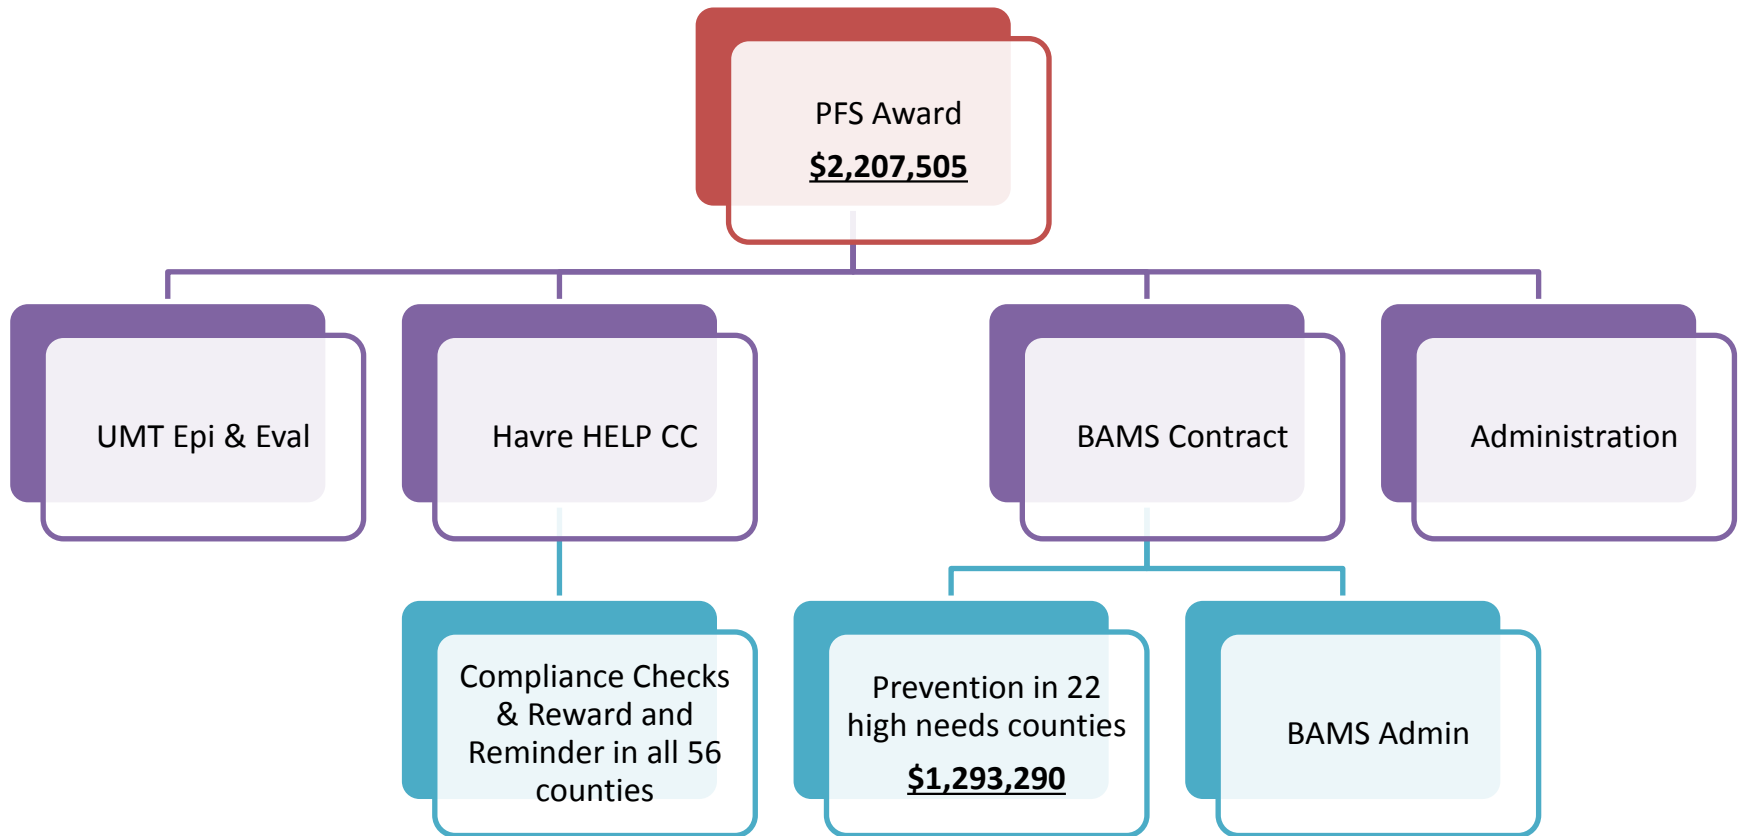 PFS Award
$2,207,505
UMT Epi & Eval
Havre HELP CC
BAMS Contract
Administration
Compliance Checks
& Reward and
Reminder in all 56
counties
Prevention in 22
high needs counties
$1,293,290
BAMS Admin